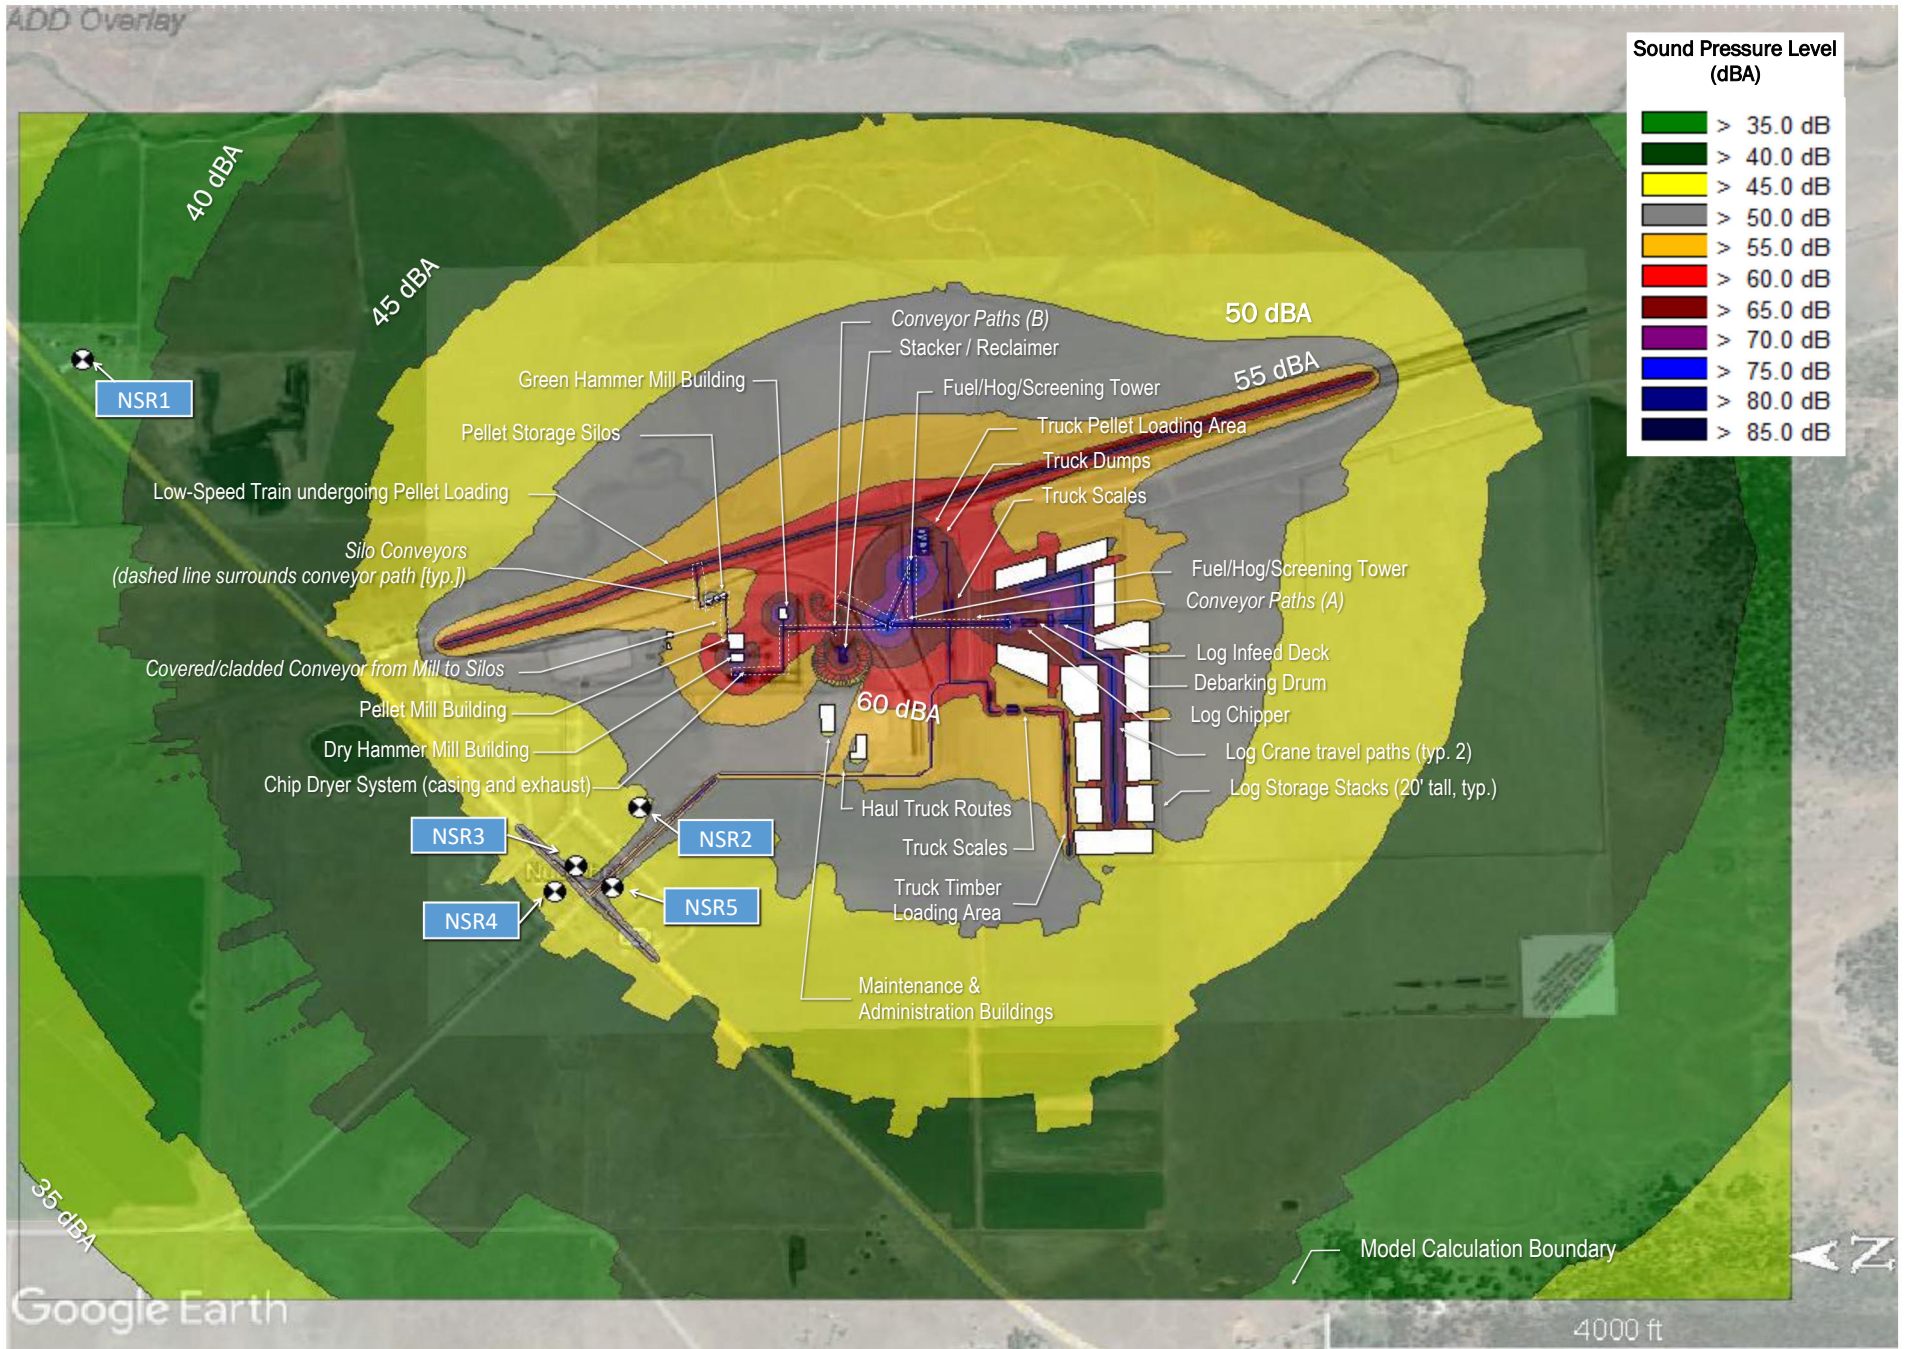 ADD Overlay
Sound Pressure Level
(dBA)
> 35.0 dB
> 40.0 dB
> 45.0 dB
> 50.0 dB
> 55.0 dB
> 60.0 dB
> 65.0 dB
> 70.0 dB
> 75.0 dB
> 80.0 dB
> 85.0 dB
40 dBA
45 dBA
50 dBA
55 dBA
Conveyor Paths (B)
Stacker / Reclaimer
Green Hammer Mill Building
Fuel/Hog/Screening Tower
NSR1
Pellet Storage Silos
Truck Pellet Loading Area
Truck Dumps
Low-Speed Train undergoing Pellet Loading
Truck Scales
Silo Conveyors
(dashed line surrounds conveyor path [typ.])
Fuel/Hog/Screening Tower
Conveyor Paths (A)
Covered/cladded Conveyor from Mill to Silos
Log Infeed Deck
Debarking Drum
Pellet Mill Building
60 dBA
Log Chipper
Dry Hammer Mill Building
Log Crane travel paths (typ. 2)
Chip Dryer System (casing and exhaust)
Log Storage Stacks (20' tall, typ.)
Haul Truck Routes
NSR3
NSR2
Truck Scales
Truck Timber
Loading Area
NSR5
NSR4
Maintenance &
Administration Buildings
35 dBA
Model Calculation Boundary
Z
Google Earth
4000 ft